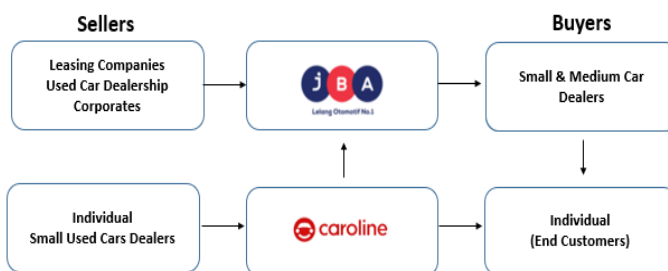 Sellers
Buyers
Leasing Companies
Used Car Dealership
Corporates
JBA
Lelang Otomotif No.1
Small & Medium Car
Dealers
Individual
Small Used Cars Dealers
caroline
Individual
(End Customers)